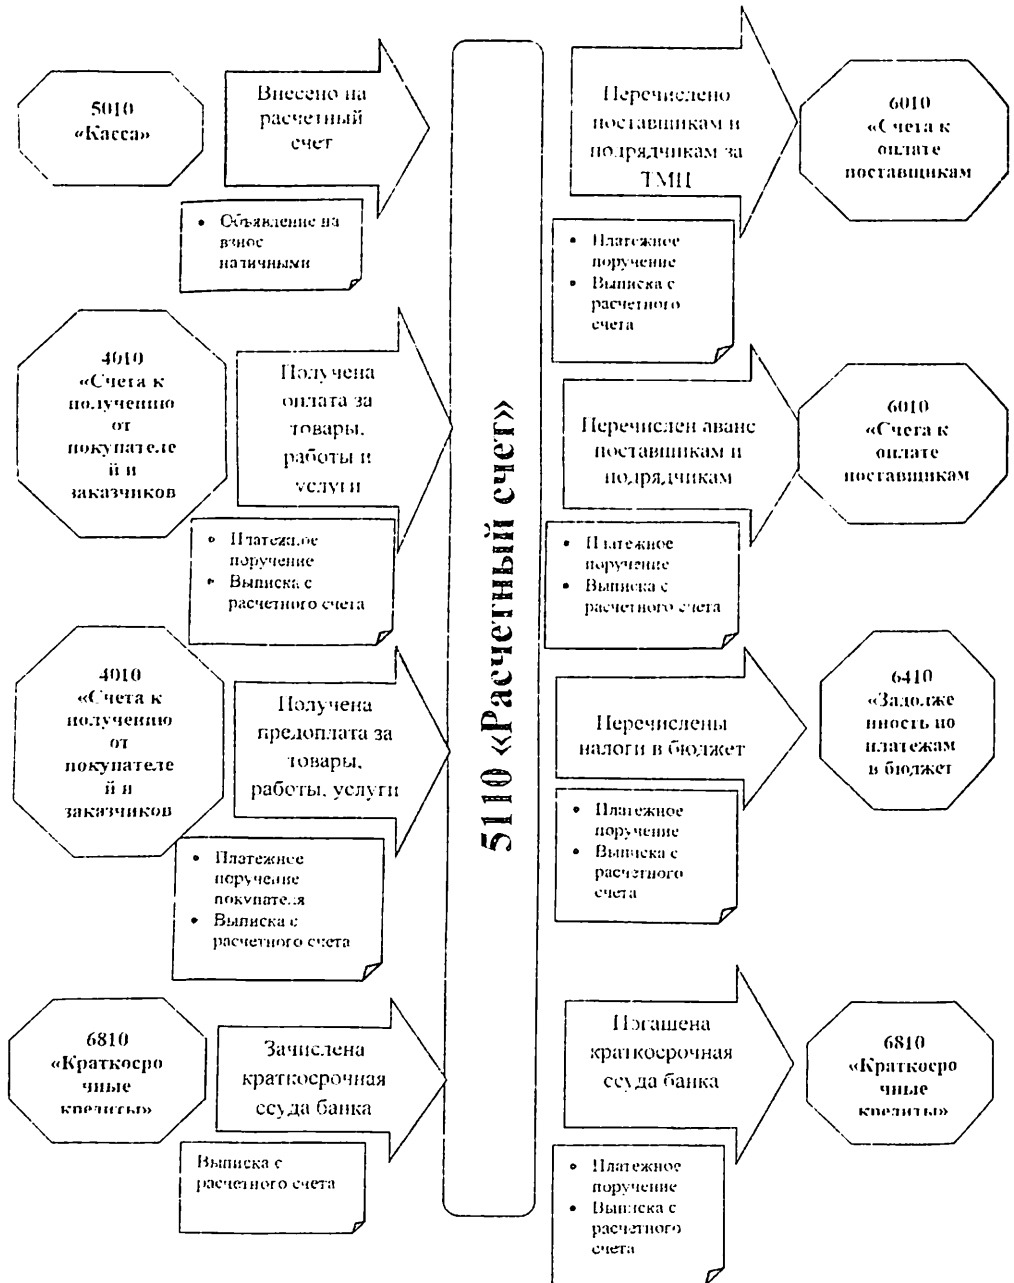 5010
«Касса»
Внесено на
расчетный
счет
Объявление на
взнос
наличными
4010
«Счета к
получению
от
покупателе
й и
заказчиков
Получена
оплата за
товары,
работы и
услуги
Платежное
поручение
Выписка с
расчетного счета
4010
«Счета к
получению
от
покупателе
й и
заказчиков
Получена
предоплата за
товары,
работы, услуги
Платежное
поручение
покупателя
Выписка с
расчетного счета
6810
«Краткосро
чные
кредиты»
Зачислена
краткосрочная
ссуда банка
Выписка с
расчетного счета
5110 «Расчетный счет»
Перечислено
поставщикам и
подрядчикам за
ТМЦ
6010
«Счета к
оплате
поставщикам
Платежное
поручение
Выписка с
расчетного
счета
Перечислен аванс
поставщикам и
подрядчикам
6010
«Счета к
оплате
поставщикам
Платежное
поручение
Выписка с
расчетного счета
Перечислены
налоги в бюджет
6410
«Задолже
нность по
платежам
в бюджет
Платежное
поручение
Выписка с
расчетного
счета
Погашена
краткосрочная
ссуда банка
6810
«Краткосро
чные
кредиты»
Платежное
поручение
Выписка с
расчетного
счета